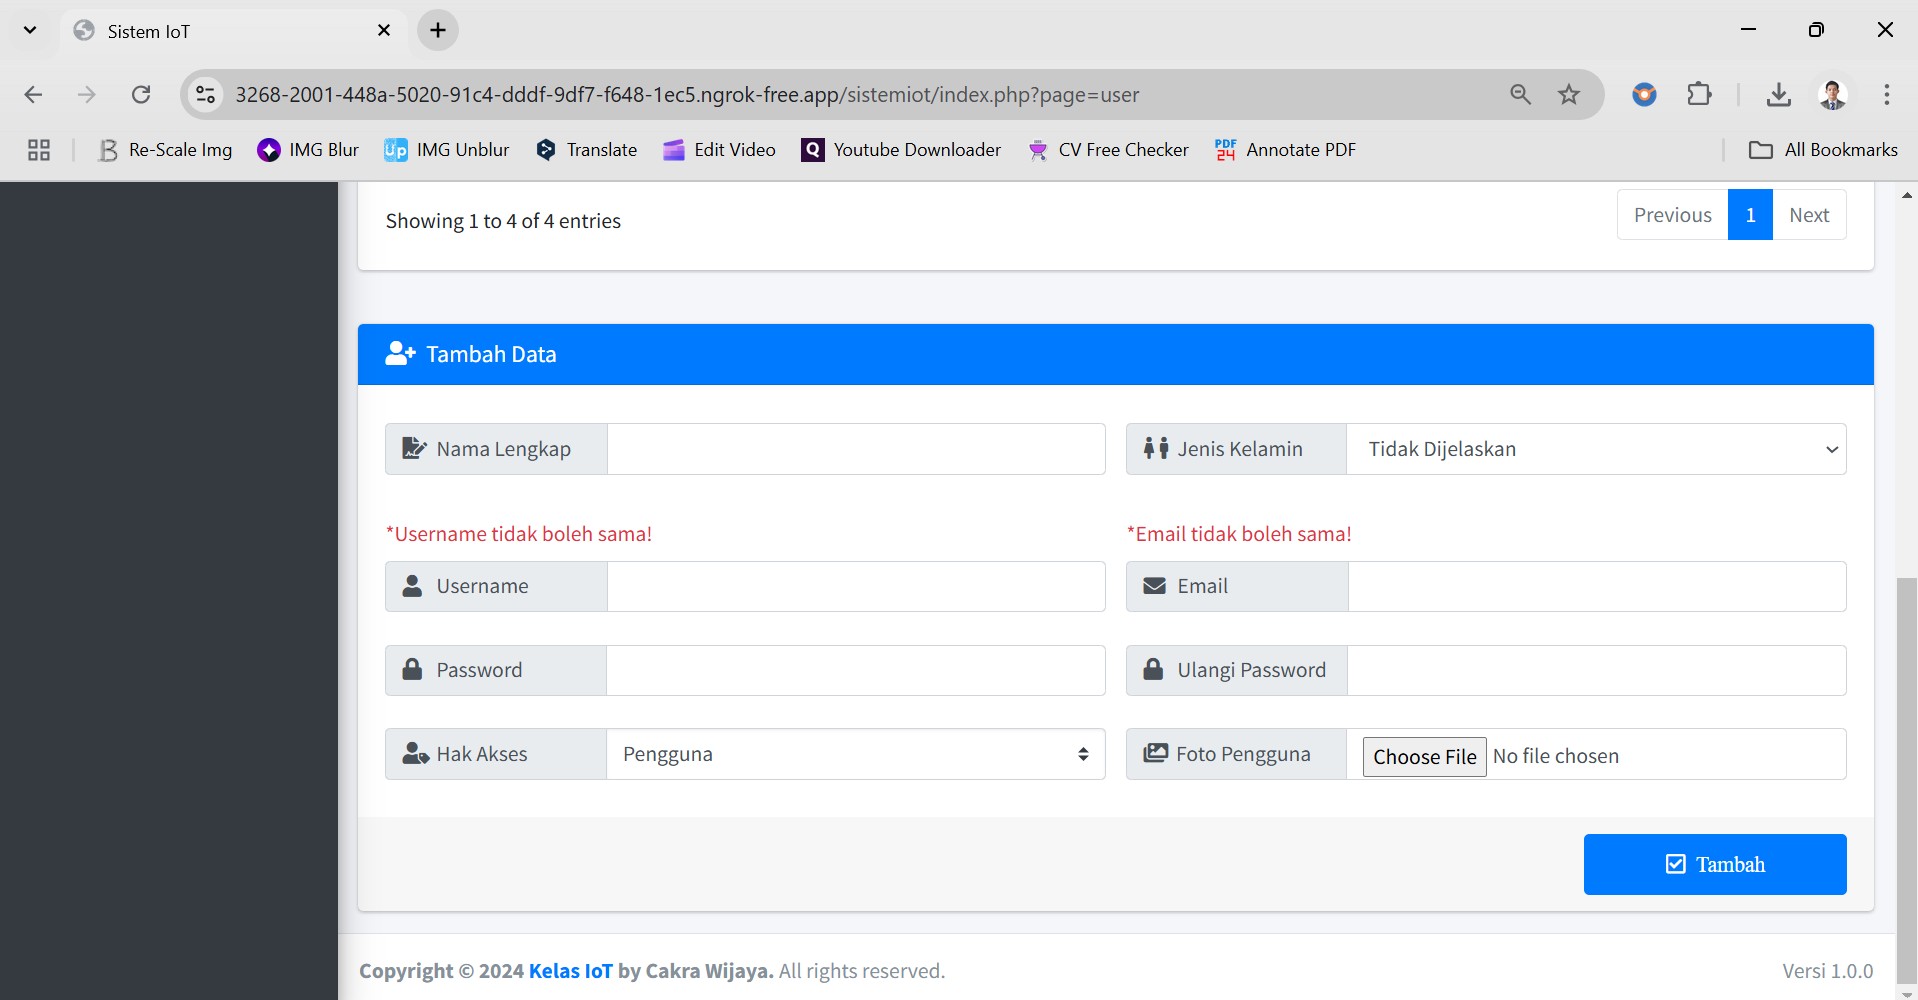 Sistem IoT
3268-2001-448a-5020-91c4-dddf-9df7-f648-1ec5.ngrok-free.app/sistemiot/index.php?page=user
Re-Scale Img IMG Blur IMG Unblur Translate Edit Video Youtube Downloader CV Free Checker PDF 24 Annotate PDF All Bookmarks
Showing 1 to 4 of 4 entries
Previous 1 Next
Tambah Data
Nama Lengkap
Jenis Kelamin Tidak Dijelaskan
*Username tidak boleh sama!
*Email tidak boleh sama!
Username
Email
Password
Ulangi Password
Hak Akses Pengguna
Foto Pengguna Choose File No file chosen
Tambah
Copyright © 2024 Kelas IoT by Cakra Wijaya. All rights reserved.
Versi 1.0.0